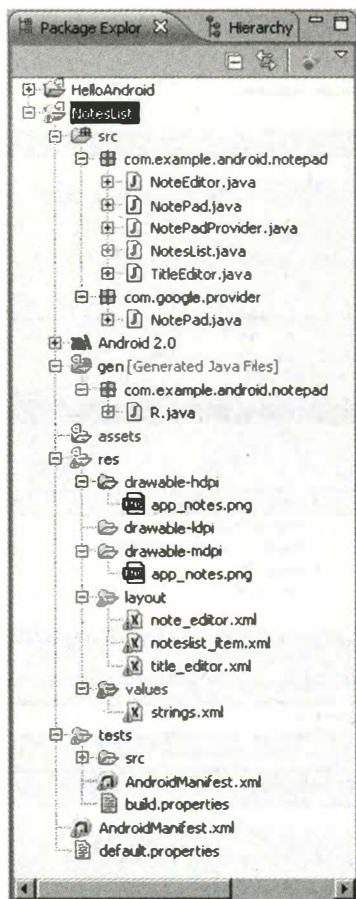 Package Explor
Hierarchy
HelloAndroid
NotesList
src
com.example.android.notepad
NoteEditor.java
NotePad.java
NotePadProvider.java
NotesList.java
TitleEditor.java
com.google.provider
NotePad.java
Android 2.0
gen [Generated Java Files]
com.example.android.notepad
R.java
assets
res
drawable-hdpi
app_notes.png
drawable-ldpi
drawable-mdpi
app_notes.png
layout
note_editor.xml
noteslist_item.xml
title_editor.xml
values
strings.xml
tests
src
AndroidManifest.xml
build.properties
AndroidManifest.xml
default.properties